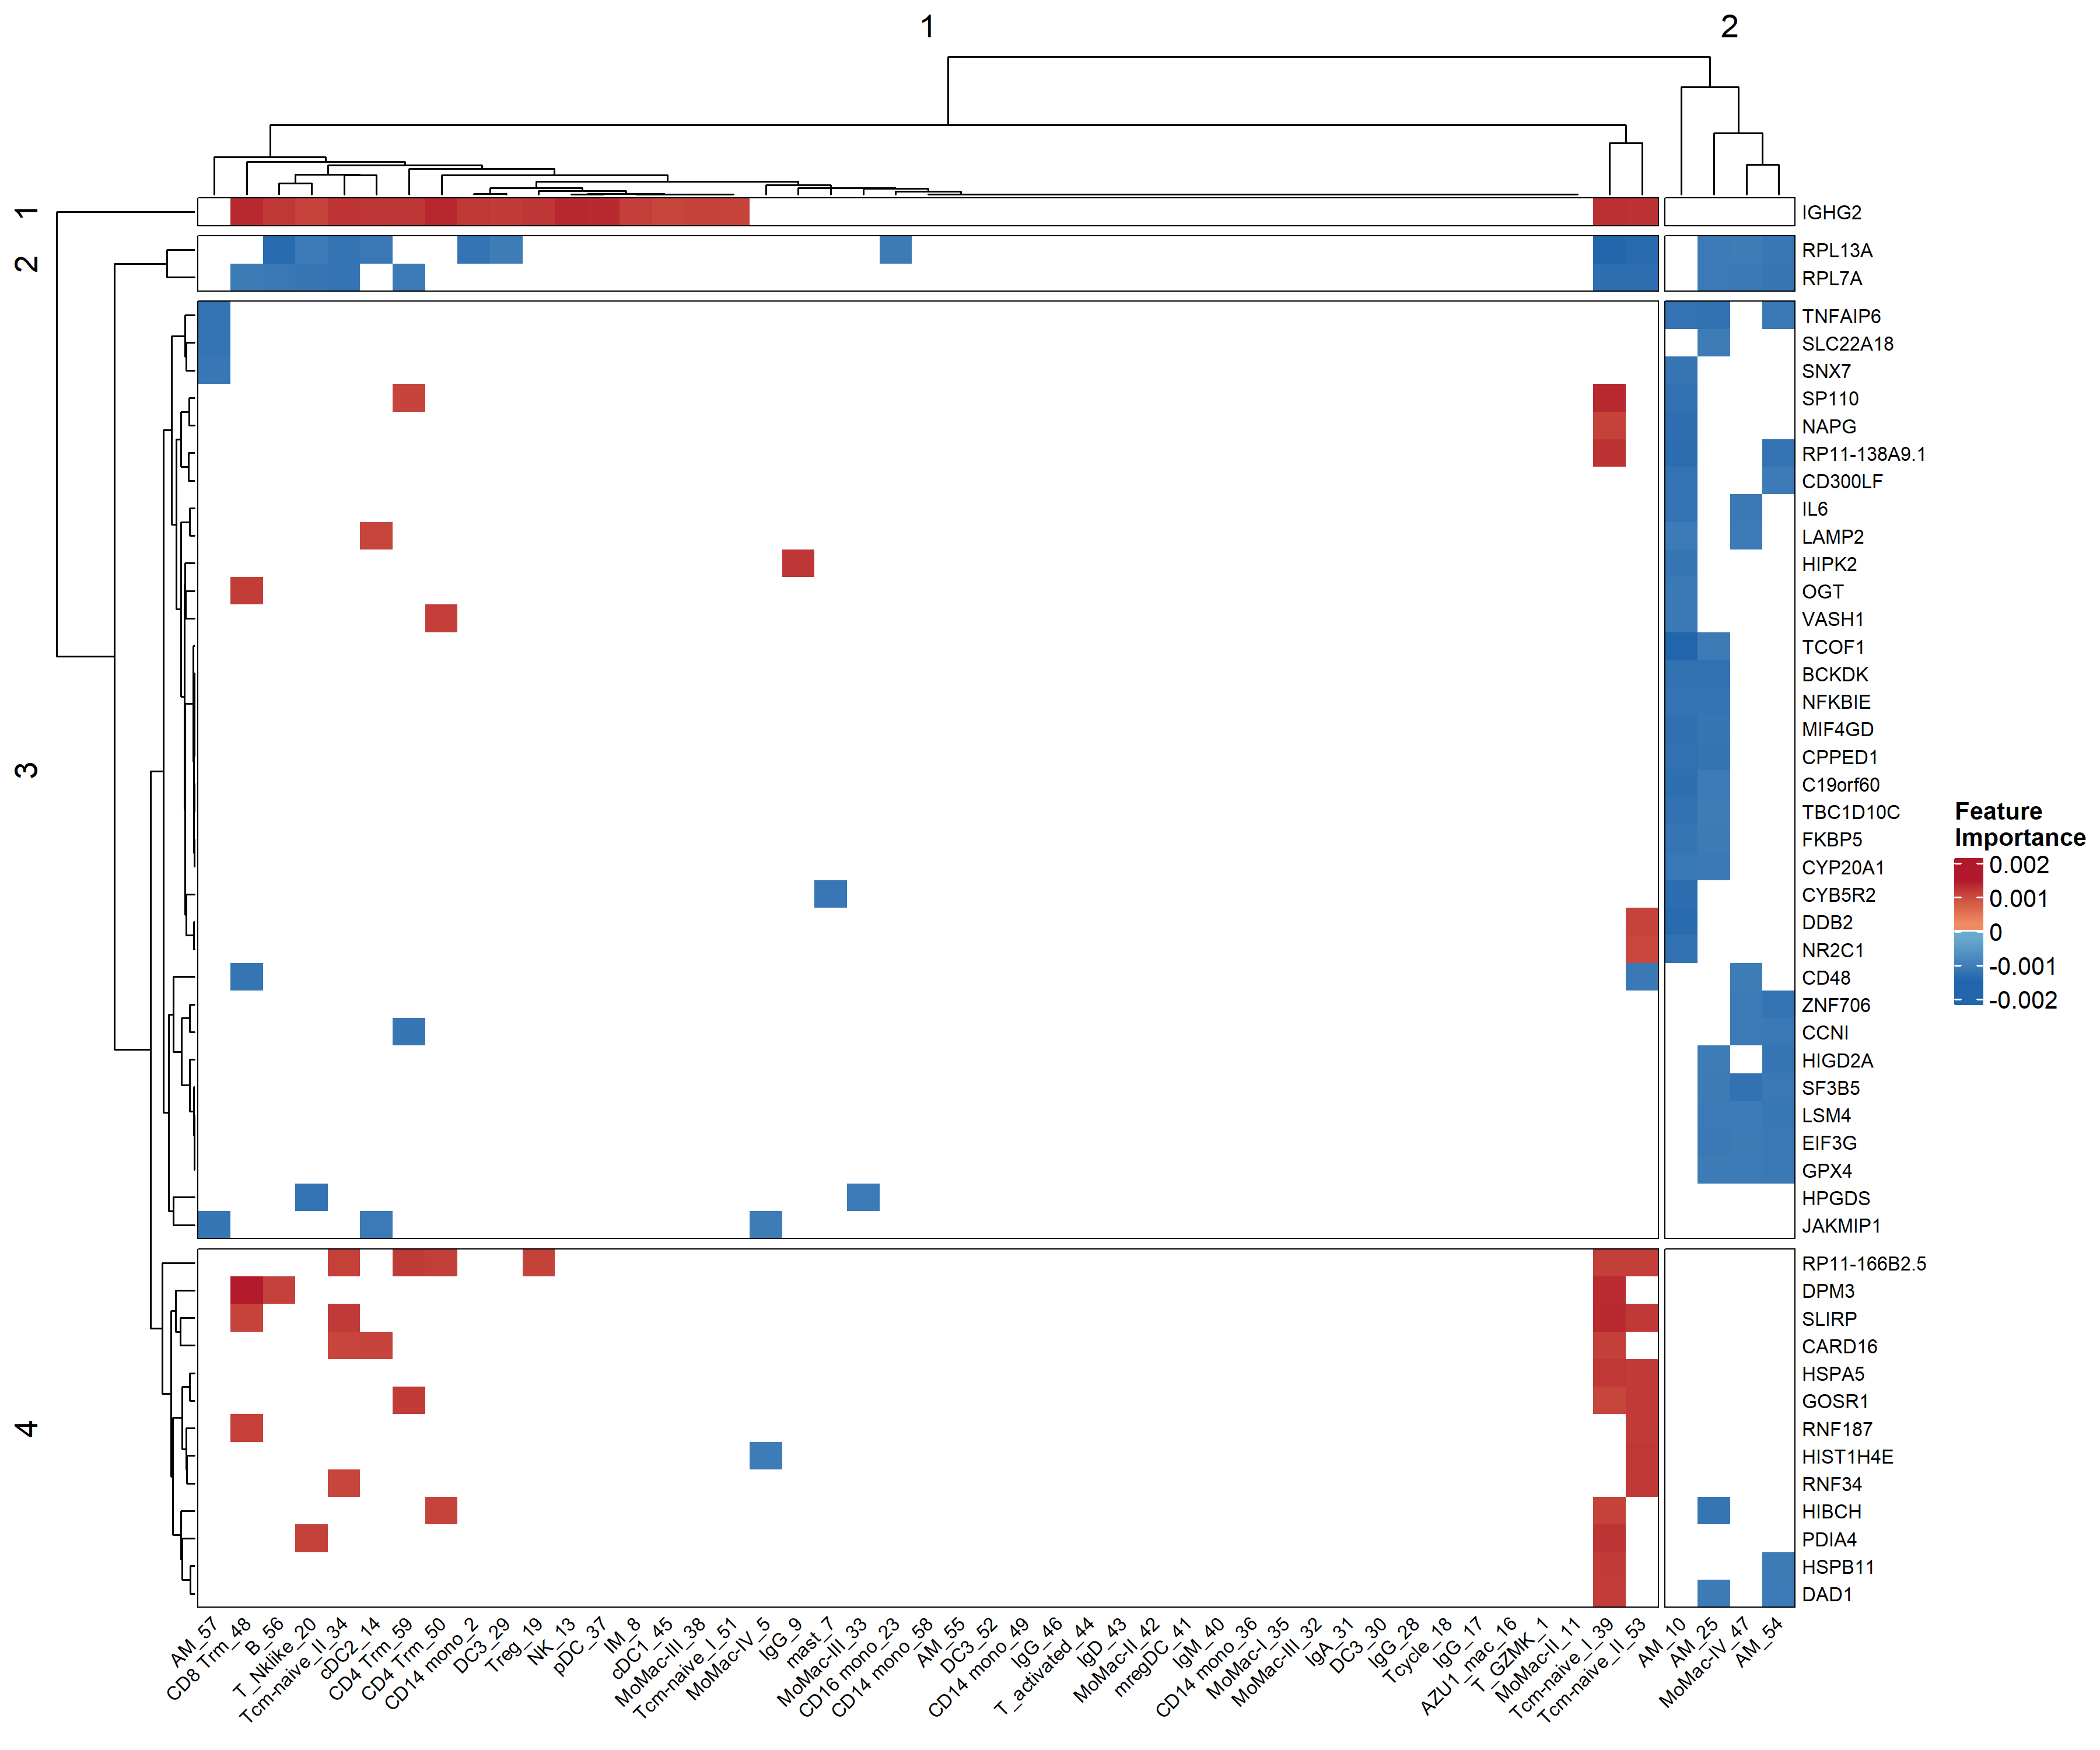 1
2
1
2
3
4
IGHG2
RPL13A
RPL7A
TNFAIP6
SLC22A18
SNX7
SP110
NAPG
RP11-138A9.1
CD300LF
IL6
LAMP2
HIPK2
OGT
VASH1
TCOF1
BCKDK
NFKBIE
MIF4GD
CPPED1
C19orf60
TBC1D10C
FKBP5
CYP20A1
CYB5R2
DDB2
NR2C1
CD48
ZNF706
CCNI
HIGD2A
SF3B5
LSM4
EIF3G
GPX4
HPGDS
JAKMIP1
RP11-166B2.5
DPM3
SLIRP
CARD16
HSPA5
GOSR1
RNF187
HIST1H4E
RNF34
HIBCH
PDIA4
HSPB11
DAD1
Feature
Importance
0.002
0.001
0
-0.001
-0.002
AM_57
CD8 Trm_48
B_56
T_Nklike_20
Tcm-naive_II_34
cDC2_14
CD4 Trm_59
CD4 Trm_50
CD14 mono_2
DC3_29
Treg_19
NK_13
pDC_37
IM_8
cDC1_45
MoMac-III_38
Tcm-naive_I_51
MoMac-IV_5
IgG_9
mast_7
MoMac-III_33
CD16 mono_23
CD14 mono_58
AM_55
DC3_52
CD14 mono_49
IgG_46
T_activated_44
IgD_43
MoMac-II_42
mregDC_41
IgM_40
CD14 mono_36
MoMac-I_35
MoMac-III_32
IgA_31
DC3_30
IgG_28
Tcycle_18
IgG_17
AZU1_mac_16
T_GZMK_1
MoMac-II_11
Tcm-naive_I_39
Tcm-naive_II_53
AM_10
AM_25
MoMac-IV_47
AM_54